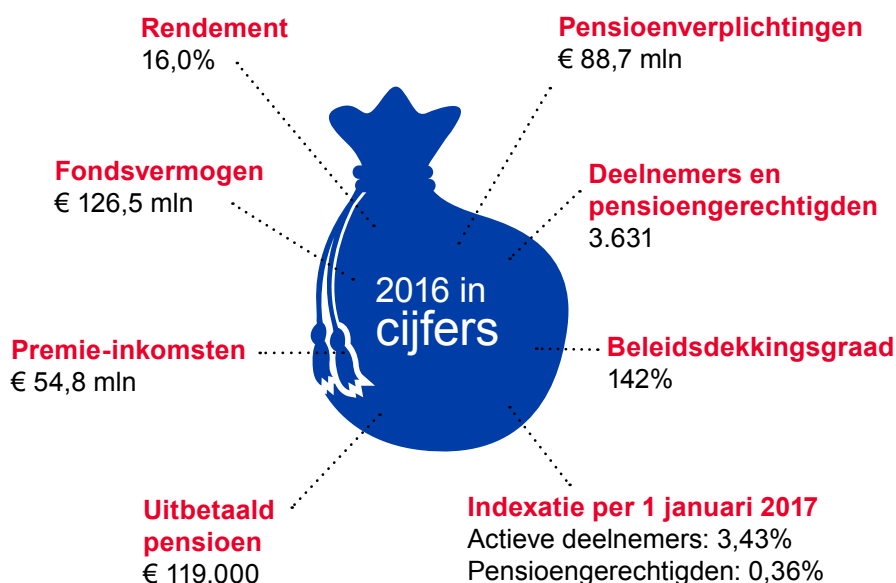 Rendement
16,0%
Pensioenverplichtingen
€ 88,7 mln
Fondsvermogen
€ 126,5 mln
Deelnemers en
pensioengerechtigden
3.631
2016 in
cijfers
Premie-inkomsten
€ 54,8 mln
Beleidsdekkingsgraad
142%
Uitbetaald
pensioen
€ 119.000
Indexatie per 1 januari 2017
Actieve deelnemers: 3,43%
Pensioengerechtigden: 0,36%